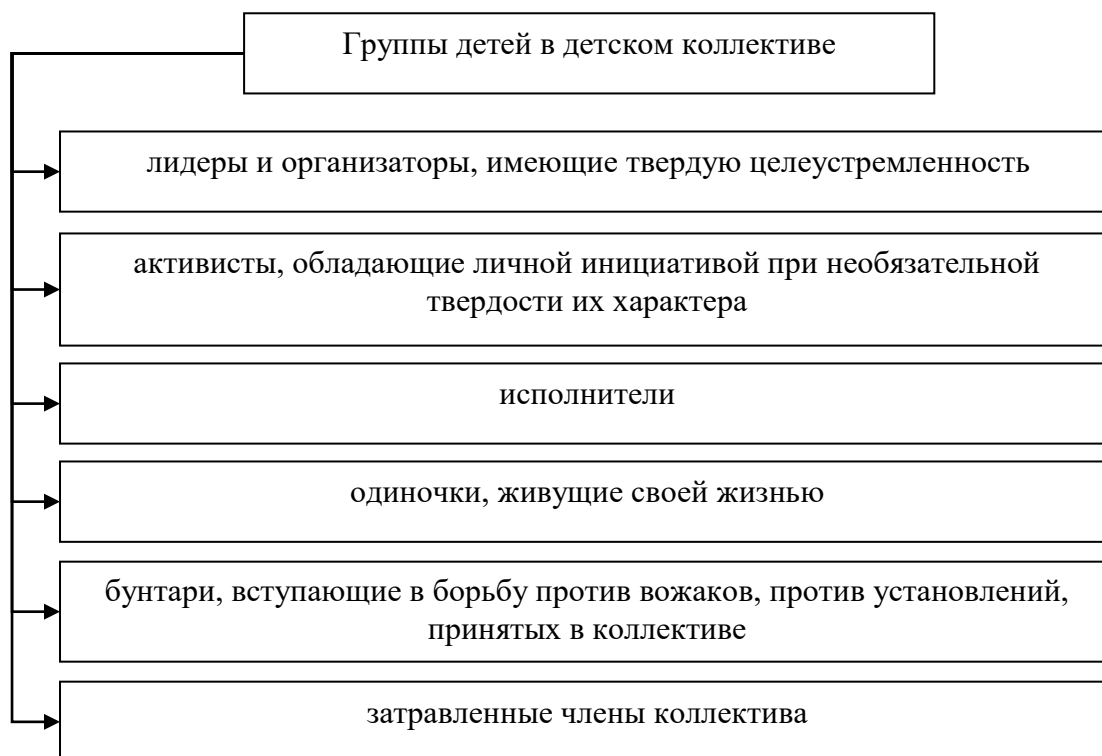 Группы детей в детском коллективе
лидеры и организаторы, имеющие твердую целеустремленность
активисты, обладающие личной инициативой при необязательной
твердости их характера
исполнители
одиночки, живущие своей жизнью
бунтари, вступающие в борьбу против вожаков, против установлений,
принятых в коллективе
затравленные члены коллектива